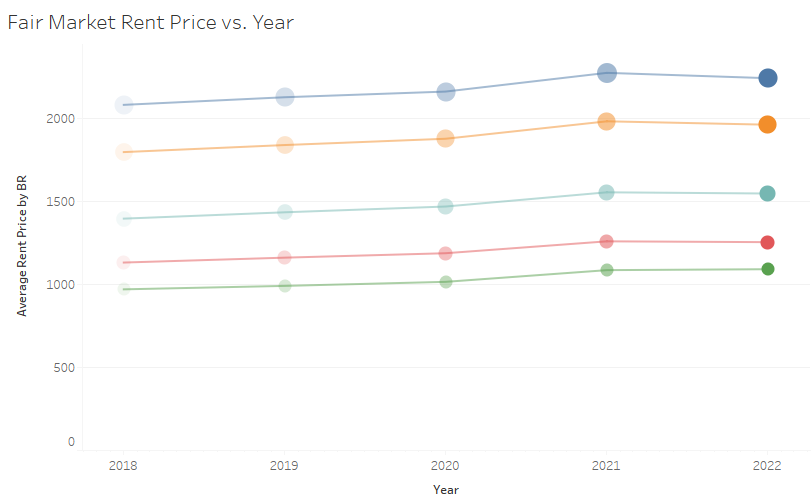 Fair Market Rent Price vs. Year
Average Rent Price by BR
2000
1500
1000
500
0
2018 2019 2020 2021 2022
Year